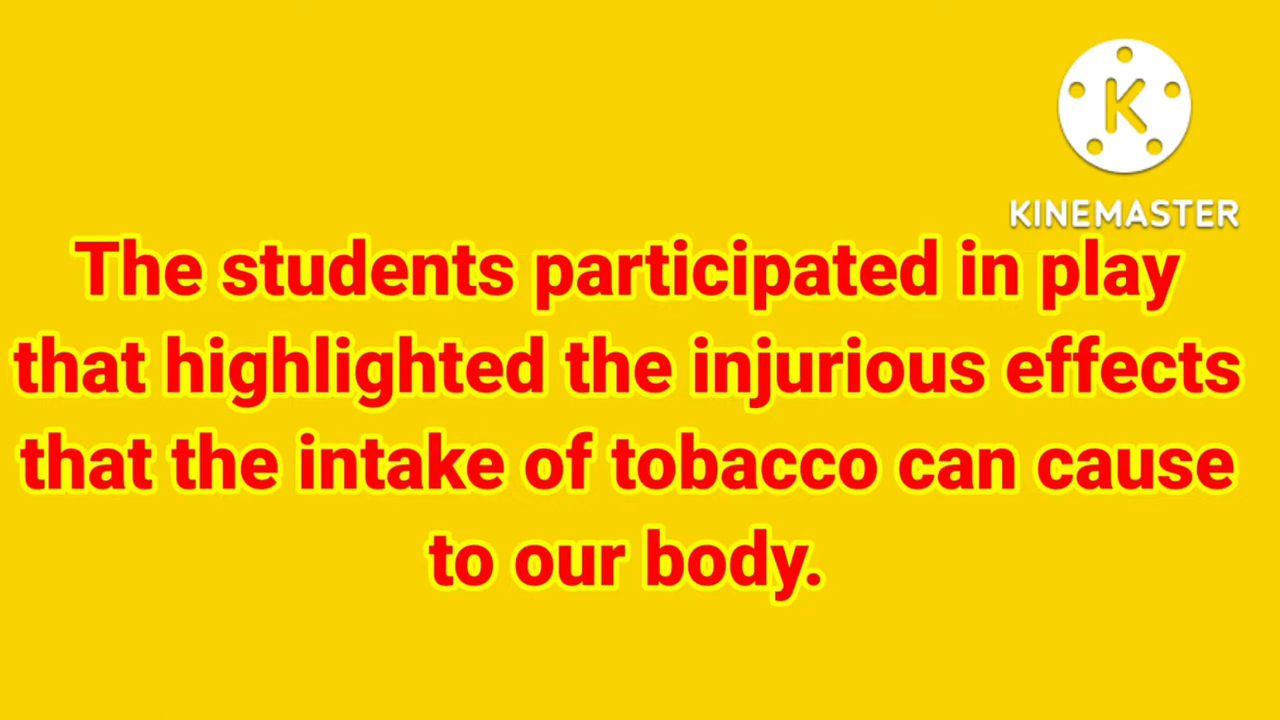 K
KINEMASTER
The students participated in play
that highlighted the injurious effects
that the intake of tobacco can cause
to our body.